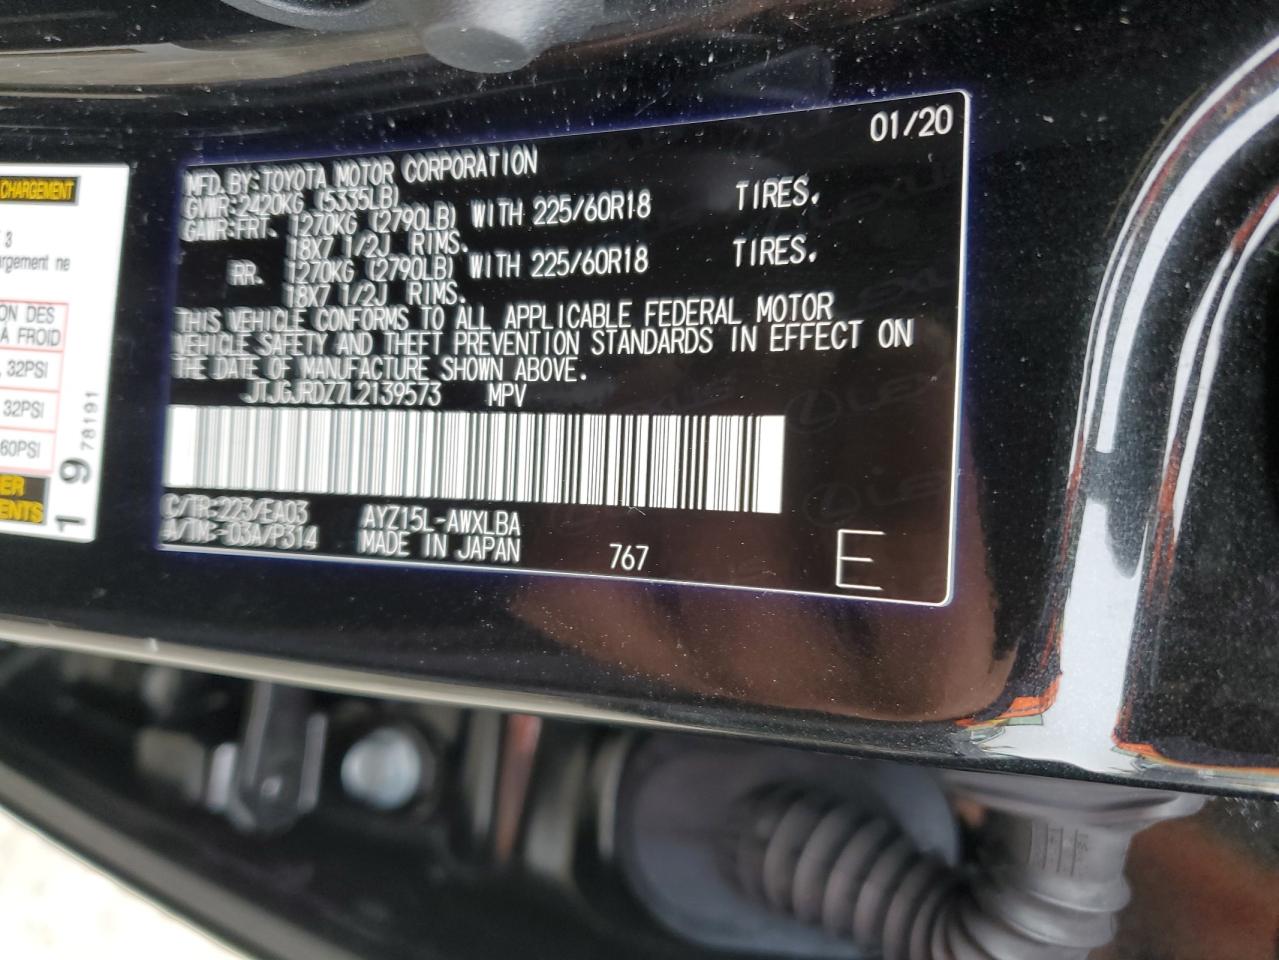 01/20
MFD. BY: TOYOTA MOTOR CORPORATION
GVWR: 2420KG (5335LB)
GAWR: FRT. 1270KG (2790LB) WITH 225/60R18 TIRES.
18X7 1/2J RIMS.
RR. 1270KG (2790LB) WITH 225/60R18 TIRES.
18X7 1/2J RIMS.
THIS VEHICLE CONFORMS TO ALL APPLICABLE FEDERAL MOTOR
VEHICLE SAFETY AND THEFT PREVENTION STANDARDS IN EFFECT ON
THE DATE OF MANUFACTURE SHOWN ABOVE.
JTJGJRDZ7L2139573 MPV
C/TR: 223/EA03 AYZ15L-AWXLBA
A/TM: -03A/P314 MADE IN JAPAN 767 E
CHARGEMENT
3
ne
ON DES
A FROID
32PSI
32PSI
60PSI
1 9 78191